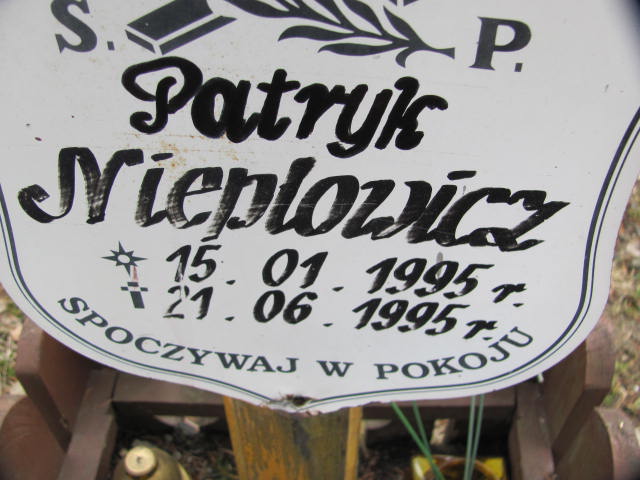 Ś. P.
Patryk
Nieplowicz
15. 01. 1995 r.
21. 06. 1995 r.
SPOCZYWAJ W POKOJU